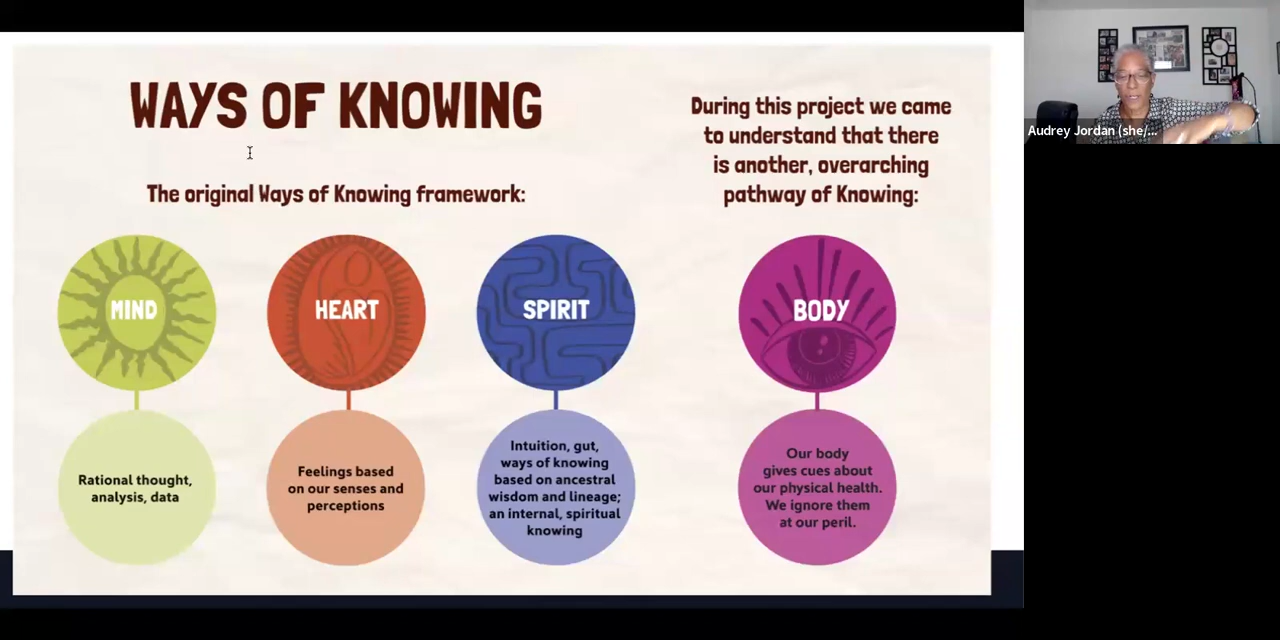 WAYS OF KNOWING
The original Ways of Knowing framework:
During this project we came
to understand that there
is another, overarching
pathway of Knowing:
MIND
HEART
SPIRIT
BODY
Rational thought,
analysis, data
Feelings based
on our senses and
perceptions
Intuition, gut,
ways of knowing
based on ancestral
wisdom and lineage;
an internal, spiritual
knowing
Our body
gives cues about
our physical health.
We ignore them
at our peril.
Audrey Jordan (she/...